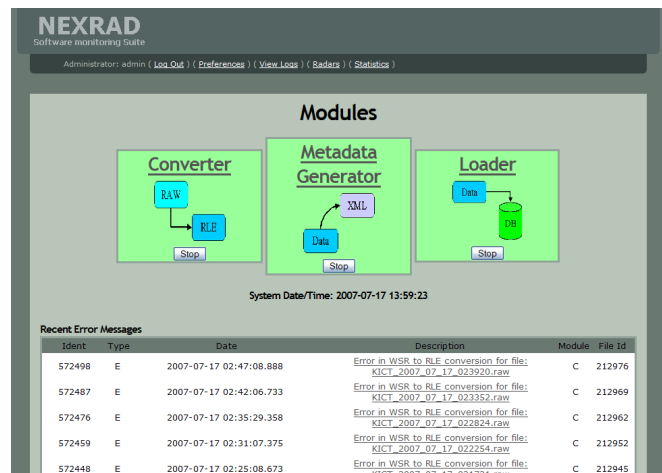 NEXRAD
Software monitoring Suite
Administrator: admin ( Log Out ) ( Preferences ) ( View Logs ) ( Radars ) ( Statistics )
Modules
Converter
RAW
RLE
Stop
Metadata
Generator
XML
Data
Stop
Loader
Data
DB
Stop
System Date/Time: 2007-07-17 13:59:23
Recent Error Messages
Ident Type Date Description Module File Id
572498 E 2007-07-17 02:47:08.888 Error in WSR to RLE conversion for file: C 212976
KICT_2007_07_17_023920.raw
572487 E 2007-07-17 02:42:06.733 Error in WSR to RLE conversion for file: C 212969
KICT_2007_07_17_023352.raw
572476 E 2007-07-17 02:35:29.358 Error in WSR to RLE conversion for file: C 212962
KICT_2007_07_17_022824.raw
572459 E 2007-07-17 02:31:07.375 Error in WSR to RLE conversion for file: C 212952
KICT_2007_07_17_022254.raw
572448 E 2007-07-17 02:25:08.673 Error in WSR to RLE conversion for file: C 212945